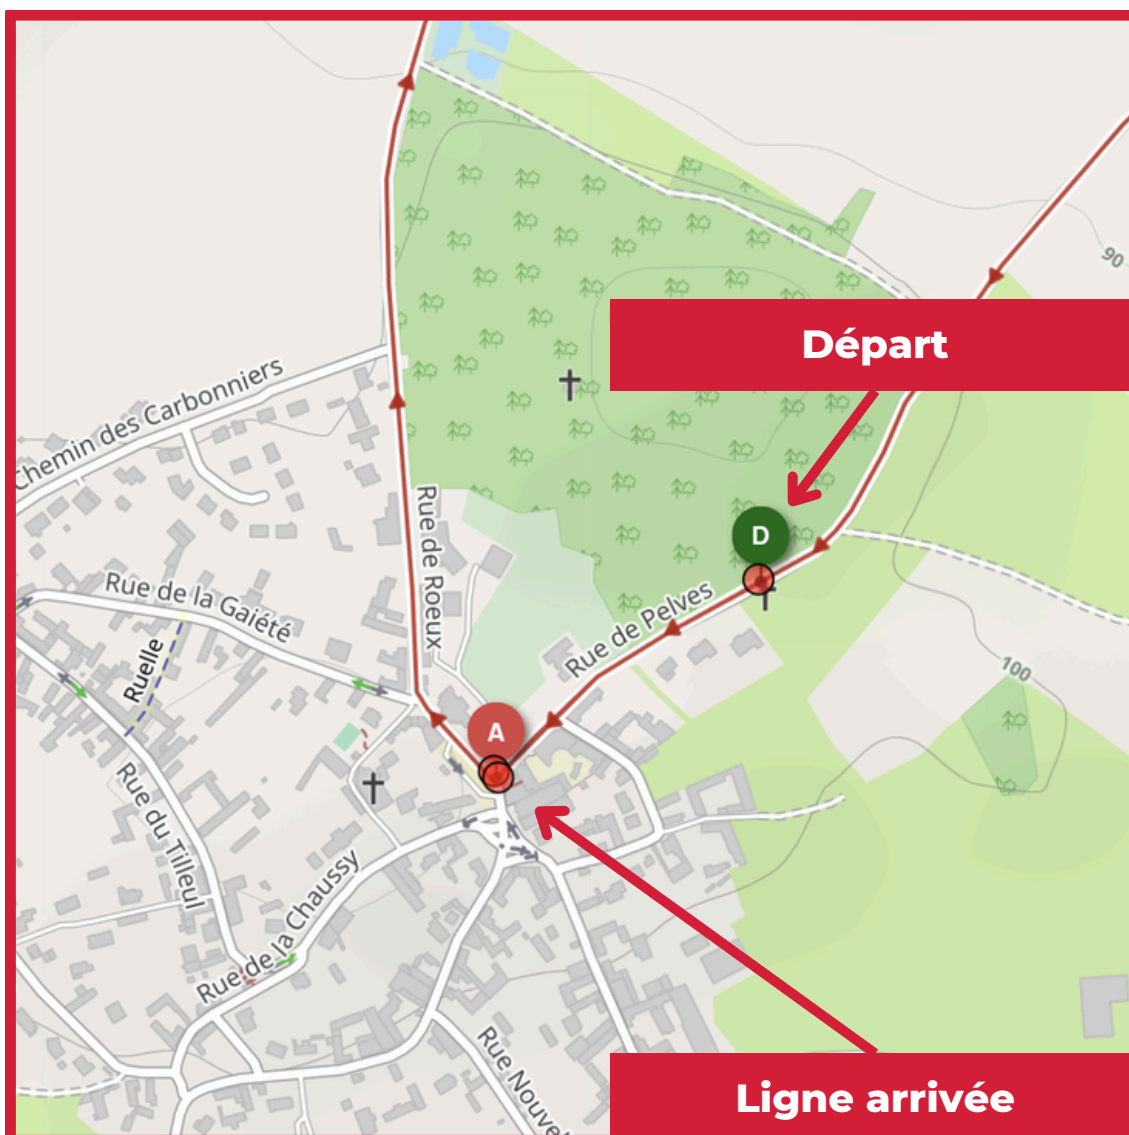 90
Départ
Chemin des Carbonniers
Rue de Roeux
D
Rue de la Gaiété
Rue de Pelves
Ruelle
100
A
Rue du Tilleul
Rue de la Chaussy
Rue Nouvel
Ligne arrivée